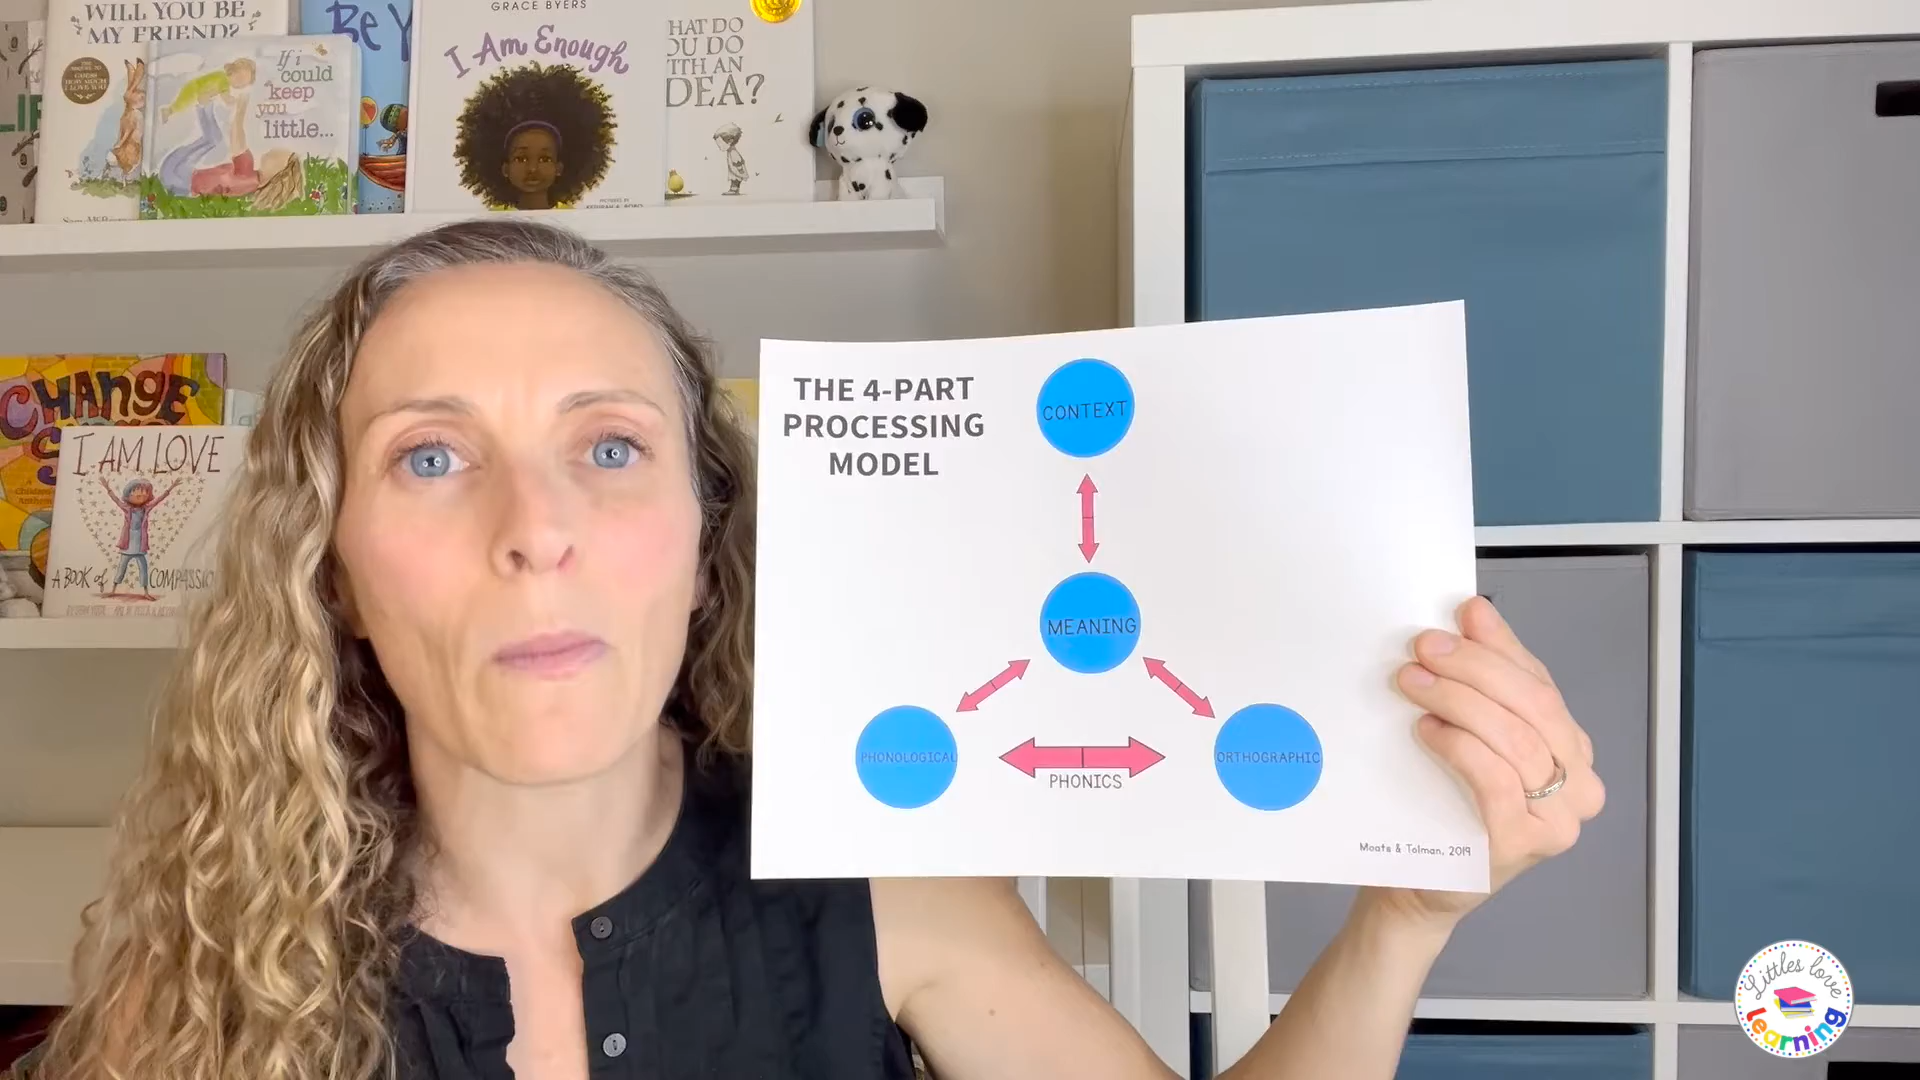 WILL YOU BE
MY FRIEND?
If i
could
keep
you
little...
Be Y
GRACE BYERS
I Am Enough
HAT DO
OU DO
ITH AN
DEA?
CHANGE
I AM LOVE
A BOOK of COMPASSIO
THE 4-PART
PROCESSING
MODEL
CONTEXT
MEANING
PHONOLOGICAL
ORTHOGRAPHIC
PHONICS
Moats & Tolman, 2019
Littles love
learning